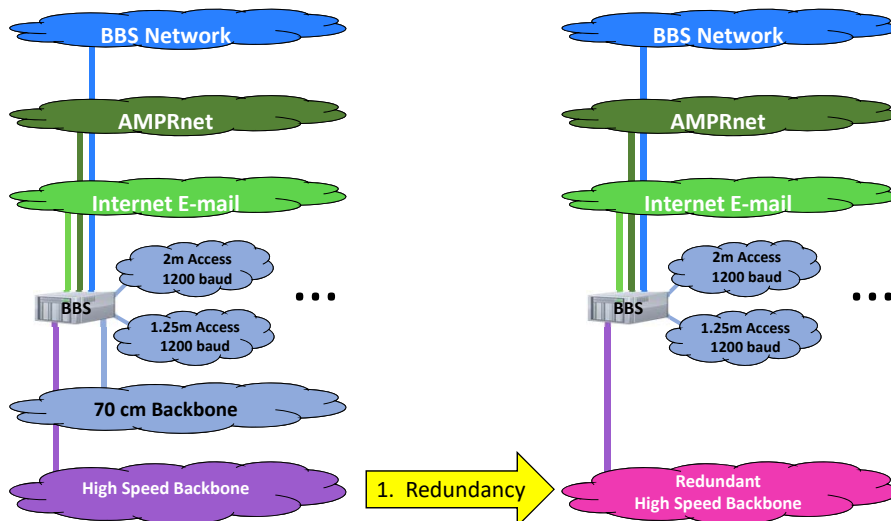 BBS Network
AMPRnet
Internet E-mail
2m Access
1200 baud
BBS
1.25m Access
1200 baud
70 cm Backbone
High Speed Backbone
...
1. Redundancy
BBS Network
AMPRnet
Internet E-mail
2m Access
1200 baud
BBS
1.25m Access
1200 baud
...
Redundant
High Speed Backbone